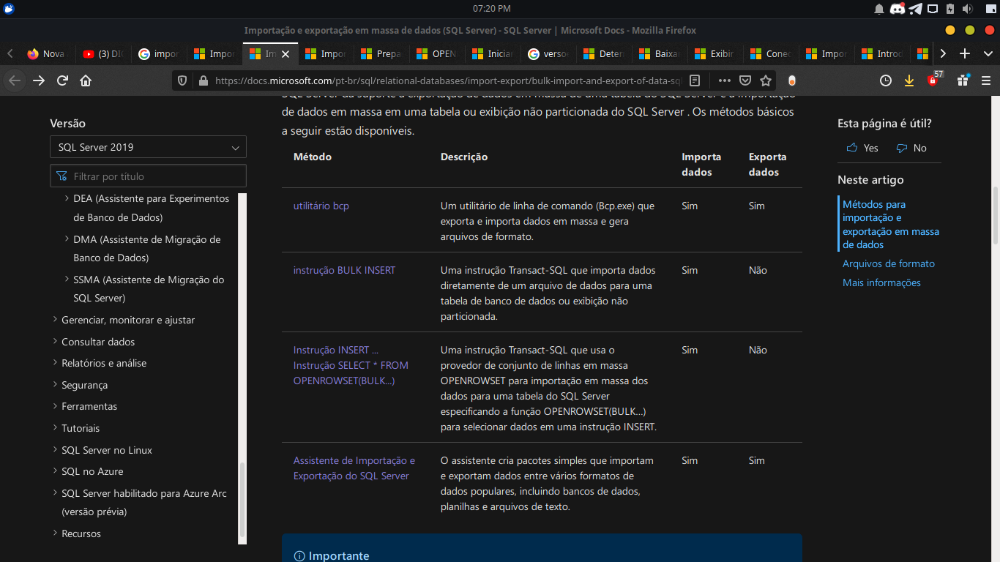 07:20 PM
Importação e exportação em massa de dados (SQL Server) - SQL Server | Microsoft Docs - Mozilla Firefox
Nova
(3) DIC
impor
Impor
Im
Impor
Prepa
OPEN
Iniciar
verso
Deter
Baixar
Exibir
Conec
Impor
Introd
https://docs.microsoft.com/pt-br/sql/relational-databases/import-export/bulk-import-and-export-of-data-sql
57
SQL Server dá suporte à exportação de dados em massa de uma tabela do SQL Server e à importação
de dados em massa em uma tabela ou exibição não particionada do SQL Server . Os métodos básicos
a seguir estão disponíveis.
Versão
SQL Server 2019
Filtrar por título
DEA (Assistente para Experimentos
de Banco de Dados)
DMA (Assistente de Migração de
Banco de Dados)
SSMA (Assistente de Migração do
SQL Server)
Gerenciar, monitorar e ajustar
Consultar dados
Relatórios e análise
Segurança
Ferramentas
Tutoriais
SQL Server no Linux
SQL no Azure
SQL Server habilitado para Azure Arc
(versão prévia)
Recursos
Método Descrição Importa dados Exporta dados
utilitário bcp
Um utilitário de linha de comando (Bcp.exe) que
exporta e importa dados em massa e gera
arquivos de formato.
Sim Sim
instrução BULK INSERT
Uma instrução Transact-SQL que importa dados
diretamente de um arquivo de dados para uma
tabela de banco de dados ou exibição não
particionada.
Sim Não
Instrução INSERT ...
Instrução SELECT * FROM
OPENROWSET(BULK...)
Uma instrução Transact-SQL que usa o
provedor de conjunto de linhas em massa
OPENROWSET para importação em massa dos
dados para uma tabela do SQL Server
especificando a função OPENROWSET(BULK...)
para selecionar dados em uma instrução INSERT.
Sim Não
Assistente de Importação e
Exportação do SQL Server
O assistente cria pacotes simples que importam
e exportam dados entre vários formatos de
dados populares, incluindo bancos de dados,
planilhas e arquivos de texto.
Sim Sim
Importante
Esta página é útil?
Yes No
Neste artigo
Métodos para
importação e
exportação em massa
de dados
Arquivos de formato
Mais informações